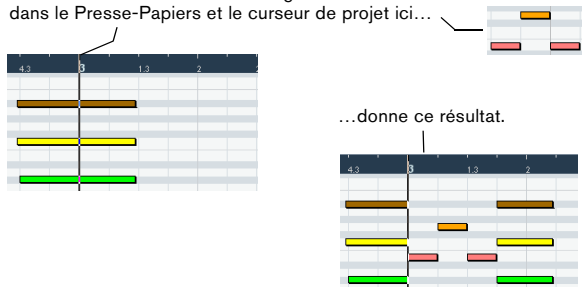 dans le Presse-Papiers et le curseur de projet ici…
4.3 3 1.3 2
…donne ce résultat.
4.3 3 1.3 2